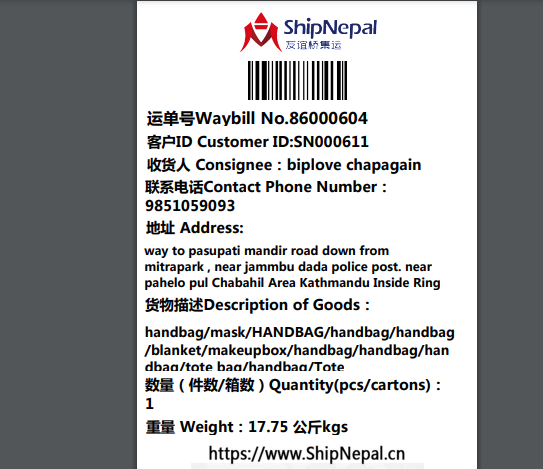 ShipNepal
友谊桥集运
运单号Waybill No.86000604
客户ID Customer ID:SN000611
收货人 Consignee：biplove chapagain
联系电话Contact Phone Number：
9851059093
地址 Address:
way to pasupati mandir road down from
mitrapark , near jammbu dada police post. near
pahelo pul Chabahil Area Kathmandu Inside Ring
货物描述Description of Goods：
handbag/mask/HANDBAG/handbag/handbag
/blanket/makeupbox/handbag/handbag/han
dbag/tote bag/handbag/Tote
数量（件数/箱数）Quantity(pcs/cartons)：
1
重量 Weight：17.75 公斤kgs
https://www.ShipNepal.cn